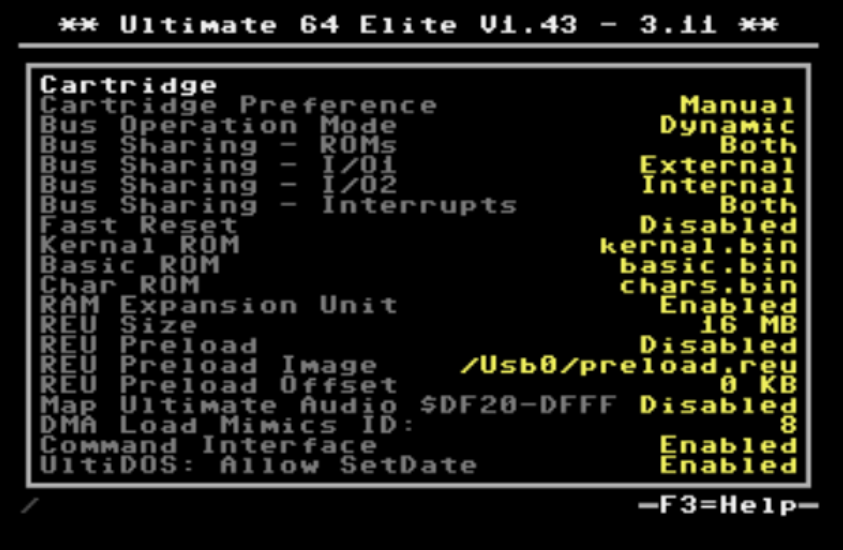 ** Ultimate 64 Elite V1.43 - 3.11 **
Cartridge
Cartridge Preference Manual
Bus Operation Mode Dynamic
Bus Sharing - ROMs Both
Bus Sharing - I/O1 External
Bus Sharing - I/O2 Internal
Bus Sharing - Interrupts Both
Fast Reset Disabled
Kernal ROM kernal.bin
Basic ROM basic.bin
Char ROM chars.bin
RAM Expansion Unit Enabled
REU Size 16 MB
REU Preload Disabled
REU Preload Image /Usb0/preload.reu
REU Preload Offset 0 KB
Map Ultimate Audio $DF20-DFFF Disabled
DMA Load Mimics ID: 8
Command Interface Enabled
UltiDOS: Allow SetDate Enabled
/ -F3=Help-